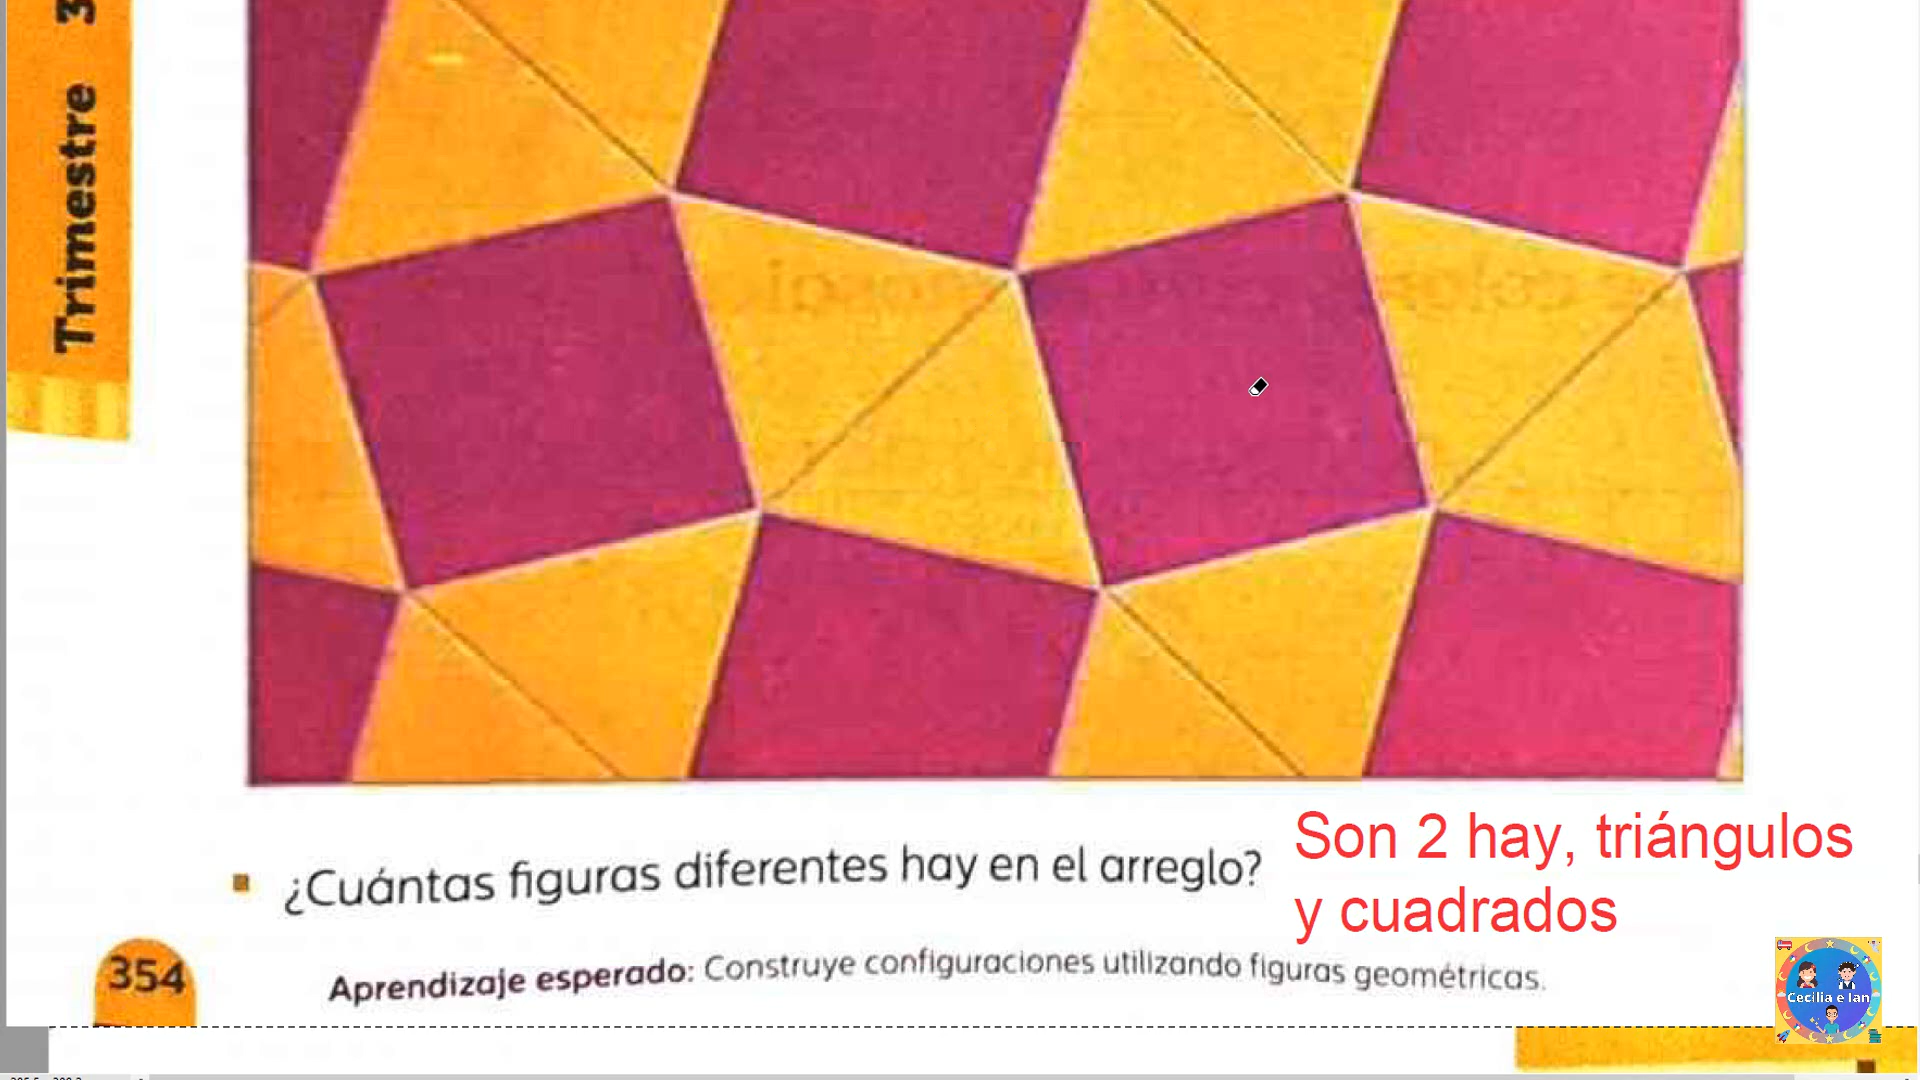 Trimestre 3
¿Cuántas figuras diferentes hay en el arreglo?
Son 2 hay, triángulos
y cuadrados
354
Aprendizaje esperado: Construye configuraciones utilizando figuras geométricas.
Cecilia e Ian